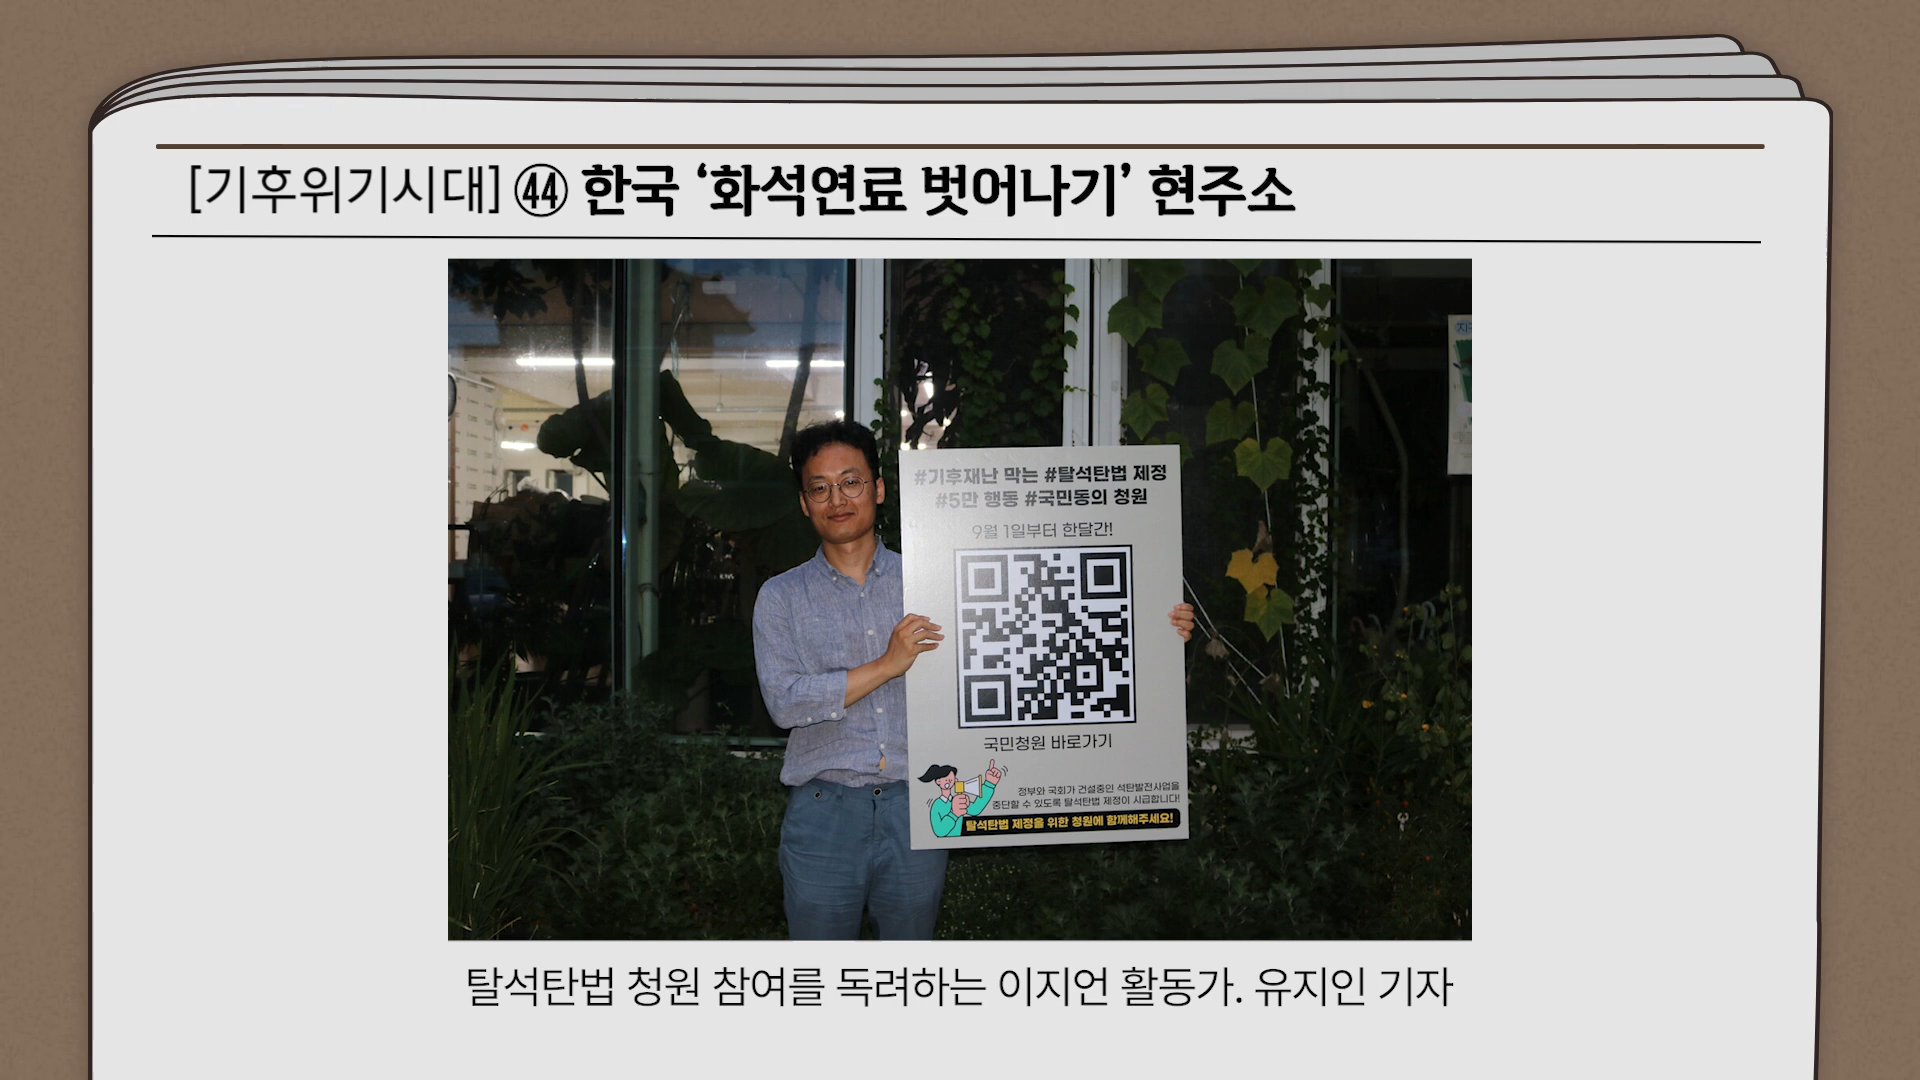 [기후위기시대] ㊹ 한국 ‘화석연료 벗어나기’ 현주소
#기후재난 막는 #탈석탄법 제정
#5만 행동 #국민동의 청원
9월 1일부터 한달간!
국민청원 바로가기
정부와 국회가 건설중인 석탄발전사업을
중단할 수 있도록 탈석탄법 제정이 시급합니다!
탈석탄법 제정을 위한 청원에 함께해주세요!
탈석탄법 청원 참여를 독려하는 이지언 활동가. 유지인 기자